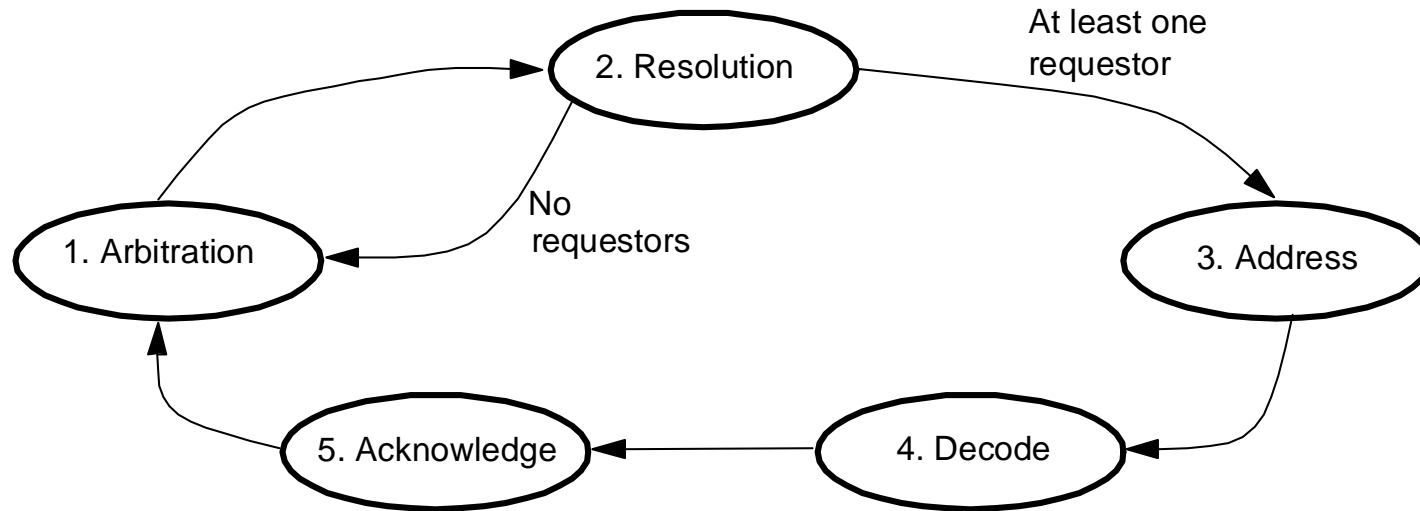 At least one
requestor
2. Resolution
No
requestors
1. Arbitration
3. Address
5. Acknowledge
4. Decode